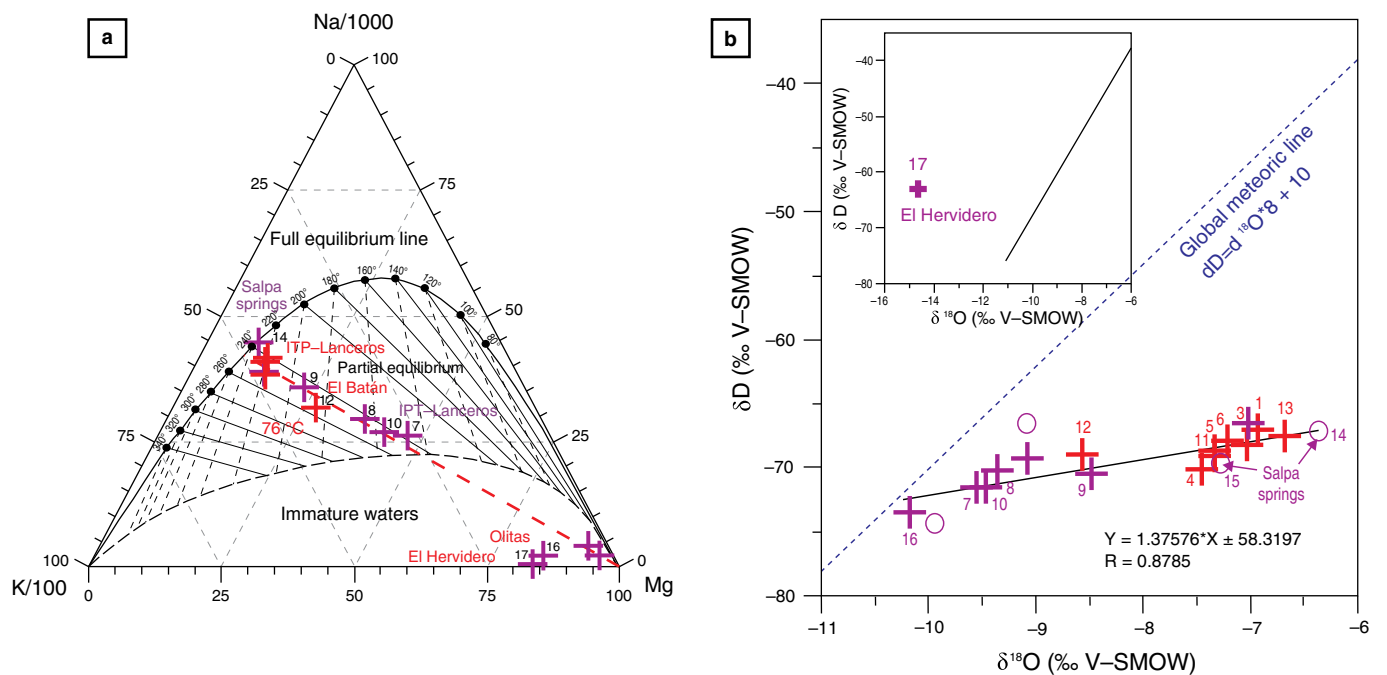 a
Na/1000
0
100
25
75
Full equilibrium line
Salpa
springs
50
50
340°
320°
300°
280°
260°
240°
220°
200°
180°
160°
140°
120°
100°
80°
14
ITP–Lanceros
Partial equilibrium
9
El Batán
12
8
IPT–Lanceros
10
7
76 °C
75
25
Immature waters
Olitas
El Hervidero
17
16
100
0
K/100
Mg
0
25
50
75
100
b
δD (‰ V–SMOW)
–40
–50
–60
–70
–80
–11
–10
–9
–8
–7
–6
δ18O (‰ V–SMOW)
δ D (‰ V–SMOW)
–40
–50
–60
–70
–80
17
El Hervidero
–16
–14
–12
–10
–8
–6
δ 18O (‰ V–SMOW)
Global meteoric line
dD=d 18O*8 + 10
16
7
8
10
12
9
11
5
6
3
1
13
4
15
14
Salpa
springs
Y = 1.37576*X ± 58.3197
R = 0.8785